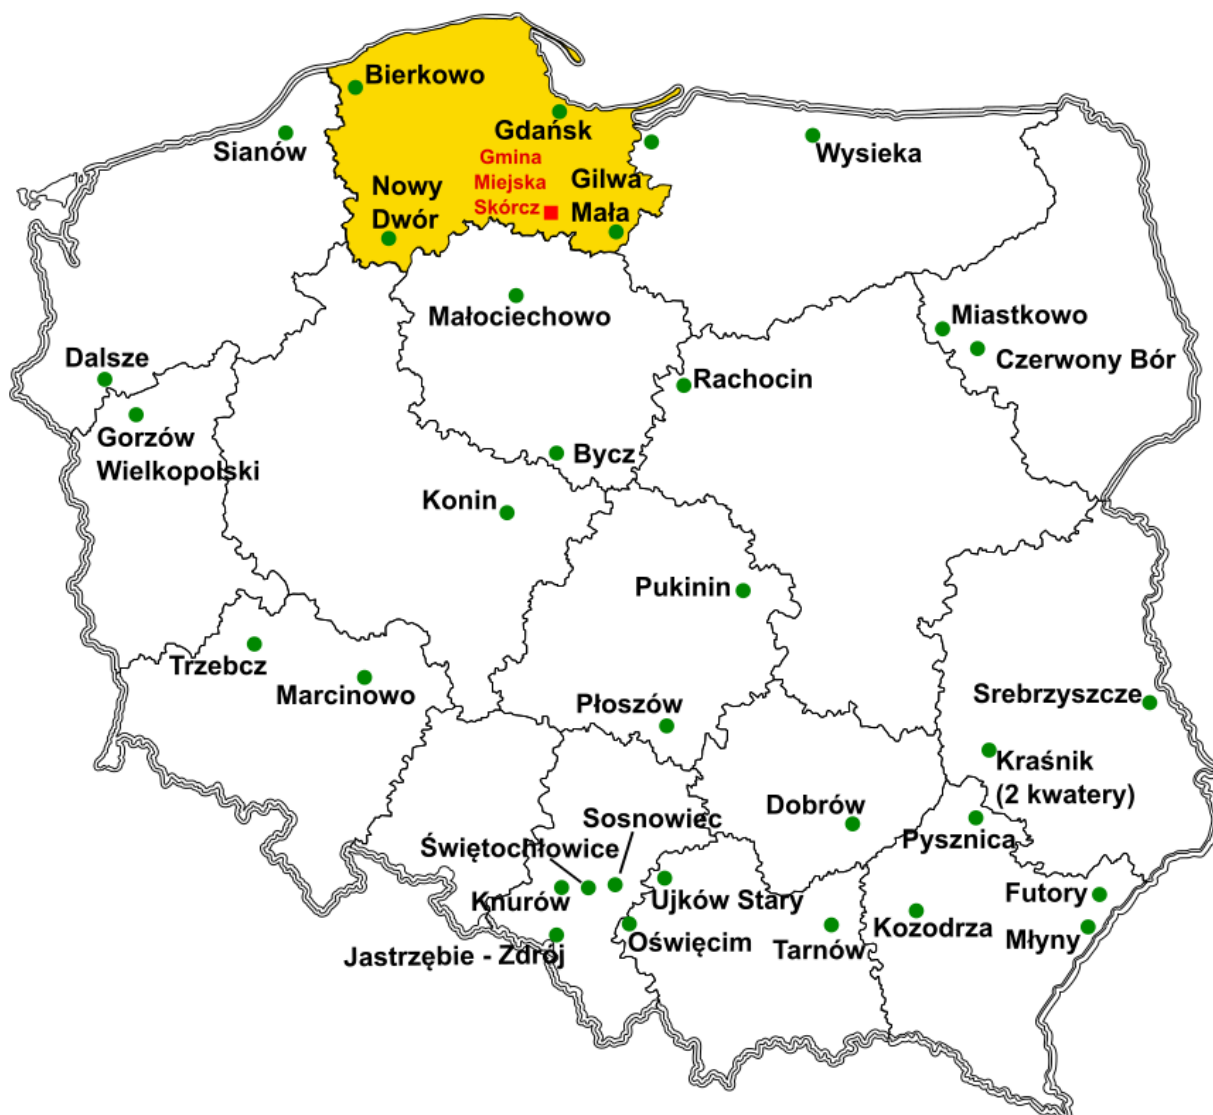 Bierkowo
Gdańsk
Sianów
Wysieka
Gmina
Miejska
Skórcz
Nowy
Dwór
Gilwa
Mała
Małociechowo
Miastkowo
Czerwony Bór
Dalsze
Rachocin
Gorzów
Wielkopolski
Bycz
Konin
Pukinin
Trzebcz
Marcinowo
Srebrzyszcze
Płoszów
Kraśnik
(2 kwatery)
Dobrów
Sosnowiec
Pysznica
Świętochłowice
Knurów
Ujków Stary
Futory
Kozodrza
Młyny
Oświęcim
Tarnów
Jastrzębie - Zdrój